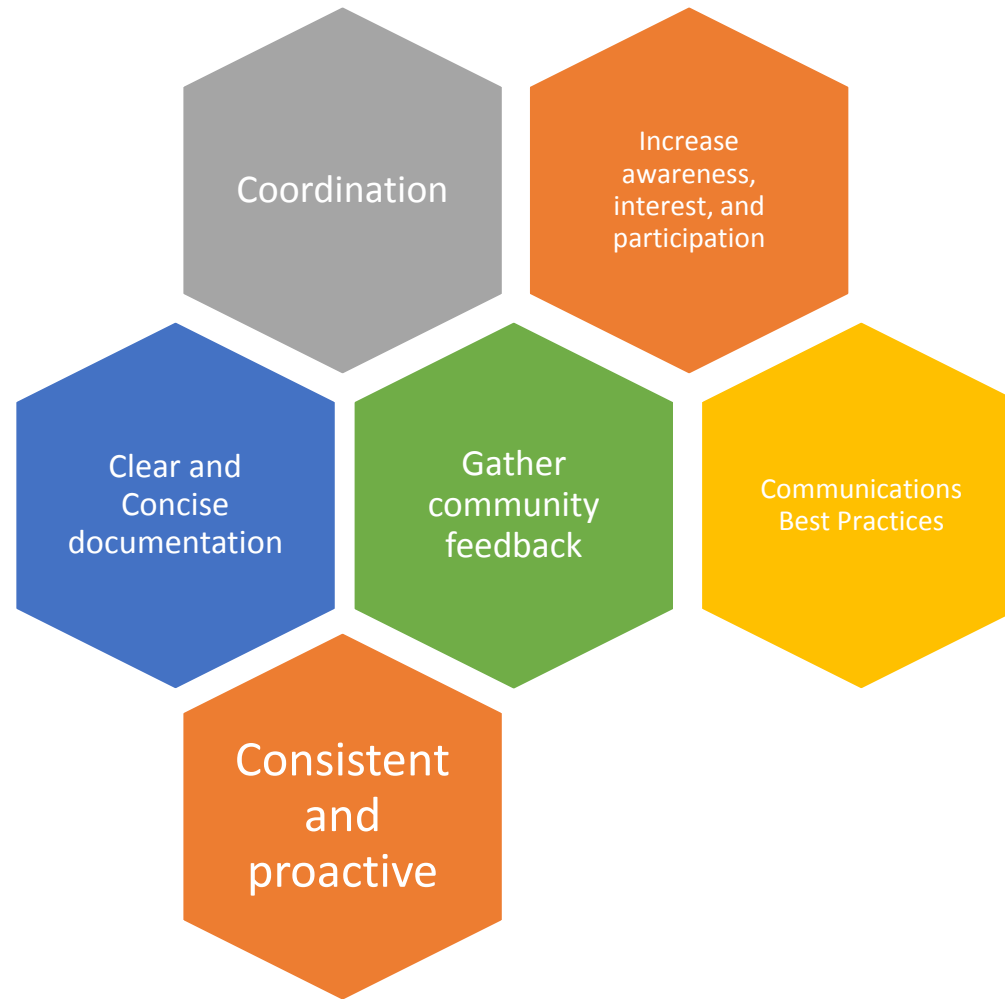 Coordination
Increase
awareness,
interest, and
participation
Clear and
Concise
documentation
Gather
community
feedback
Communications
Best Practices
Consistent
and
proactive